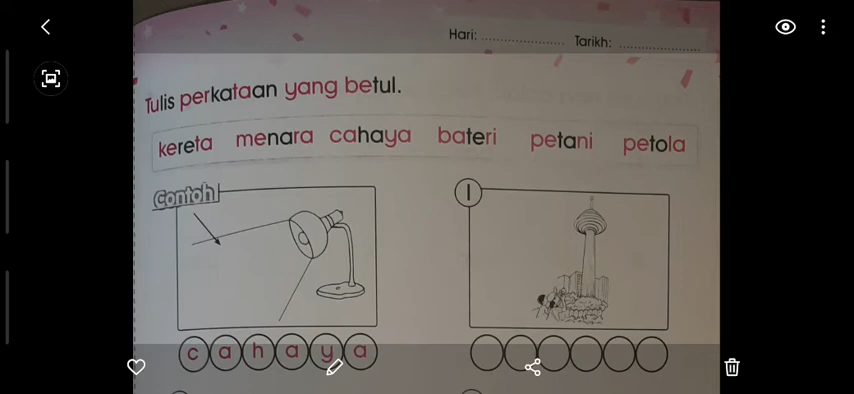 Hari: ........................ Tarikh: ........................
Tulis perkataan yang betul.
kereta menara cahaya bateri petani petola
Contoh
1
c a h a y a